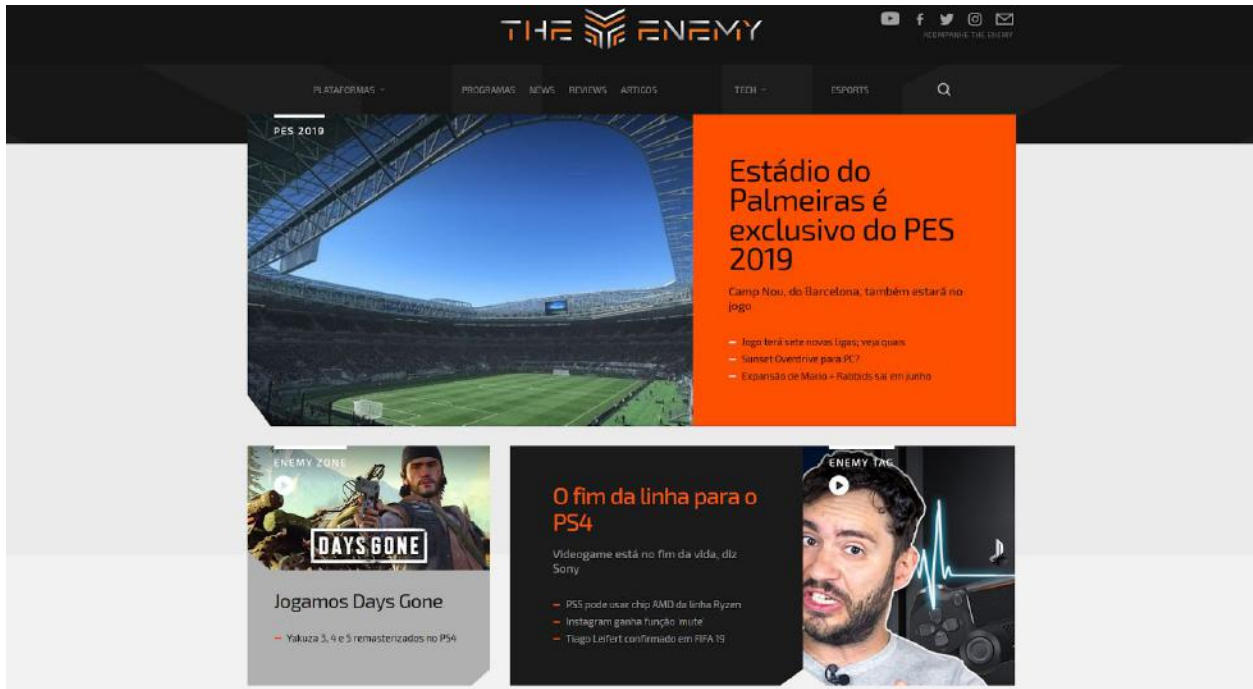 THE ENEMY
ACOMPANHE THE ENEMY
PLATAFORMAS PROGRAMAS NEWS REVIEWS ARTIGOS TECH ESPORTS
PES 2019
Estádio do
Palmeiras é
exclusivo do PES
2019
Camp Nou, do Barcelona, também estará no
jogo
Jogo terá sete novas ligas; veja quais
Sunset Overdrive para PC?
Expansão de Mario + Rabbids sai em junho
ENEMY ZONE
DAYS GONE
Jogamos Days Gone
Yakuza 3, 4 e 5 remasterizados no PS4
O fim da linha para o
PS4
Videogame está no fim da vida, diz
Sony
PS5 pode usar chip AMD da linha Ryzen
Instagram ganha função 'mute'
Tiago Leifert confirmado em FIFA 19
ENEMY TAG